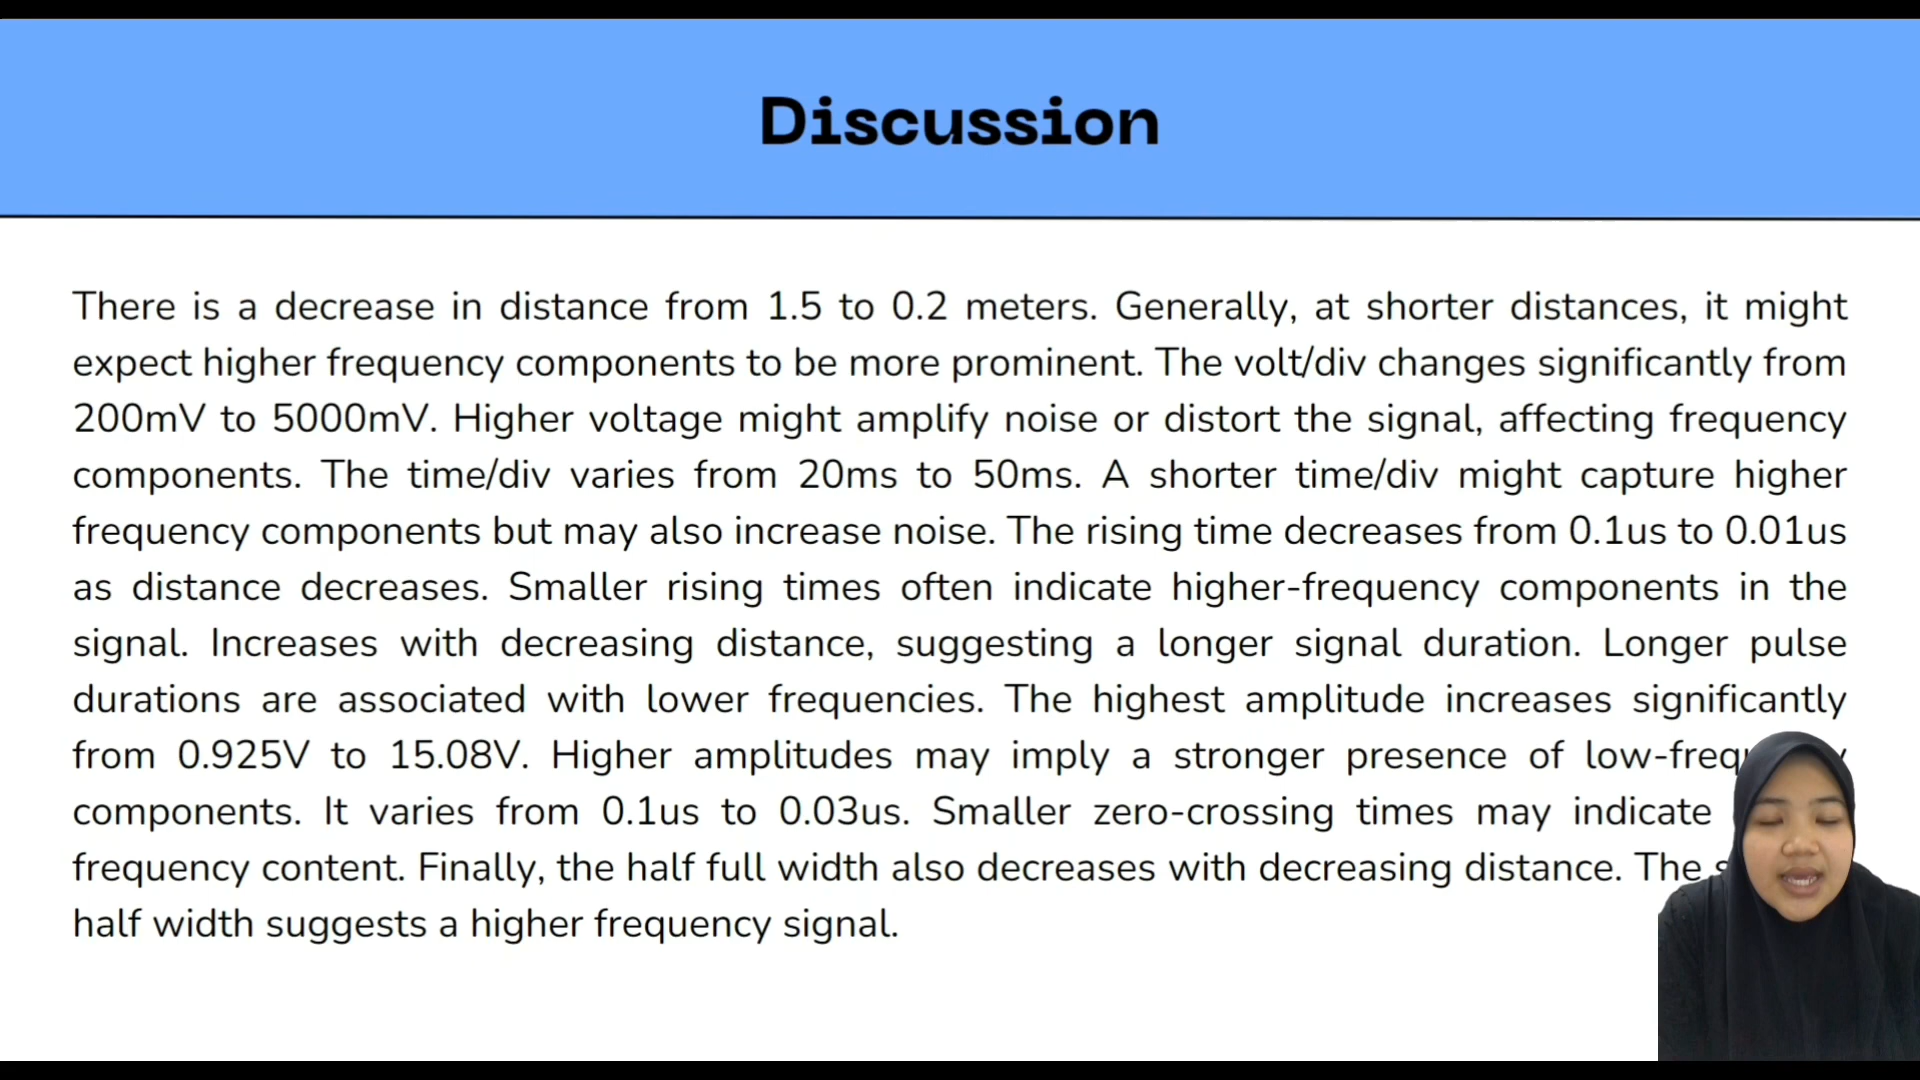 Discussion
There is a decrease in distance from 1.5 to 0.2 meters. Generally, at shorter distances, it might
expect higher frequency components to be more prominent. The volt/div changes significantly from
200mV to 5000mV. Higher voltage might amplify noise or distort the signal, affecting frequency
components. The time/div varies from 20ms to 50ms. A shorter time/div might capture higher
frequency components but may also increase noise. The rising time decreases from 0.1us to 0.01us
as distance decreases. Smaller rising times often indicate higher-frequency components in the
signal. Increases with decreasing distance, suggesting a longer signal duration. Longer pulse
durations are associated with lower frequencies. The highest amplitude increases significantly
from 0.925V to 15.08V. Higher amplitudes may imply a stronger presence of
components. It varies from 0.1us to 0.03us. Smaller zero-crossing times may indicate
frequency content. Finally, the half full width also decreases with decreasing distance. The
half width suggests a higher frequency signal.